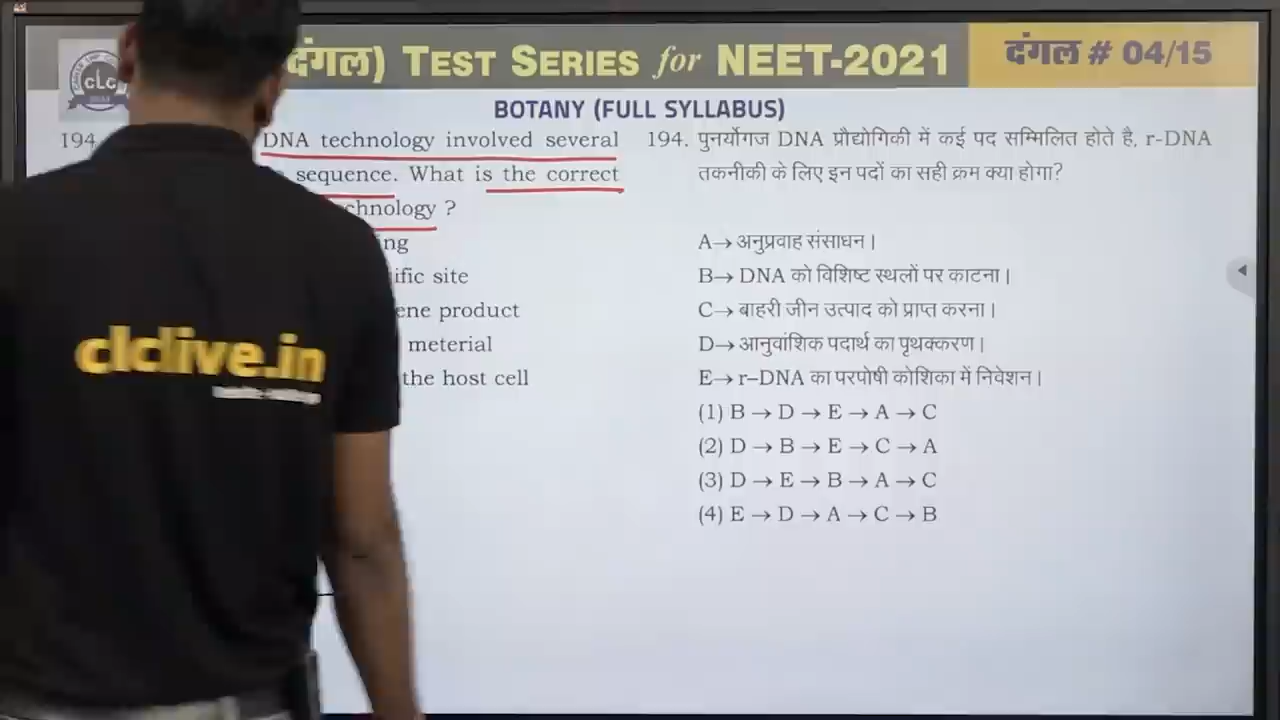 CLC
दंगल) TEST SERIES for NEET-2021
दंगल # 04/15
BOTANY (FULL SYLLABUS)
194
DNA technology involved several
sequence. What is the correct
chnology ?
ing
ific site
ene product
meterial
the host cell
194. पुनर्योगज DNA प्रौद्योगिकी में कई पद सम्मिलित होते है, r-DNA
तकनीकी के लिए इन पदों का सही क्रम क्या होगा?
A→ अनुप्रवाह संसाधन।
B→ DNA को विशिष्ट स्थलों पर काटना।
C→ बाहरी जीन उत्पाद को प्राप्त करना।
D→ आनुवांशिक पदार्थ का पृथक्करण।
E→ r–DNA का परपोषी कोशिका में निवेशन।
(1) B → D → E → A → C
(2) D → B → E → C → A
(3) D → E → B → A → C
(4) E → D → A → C → B
clclive.in